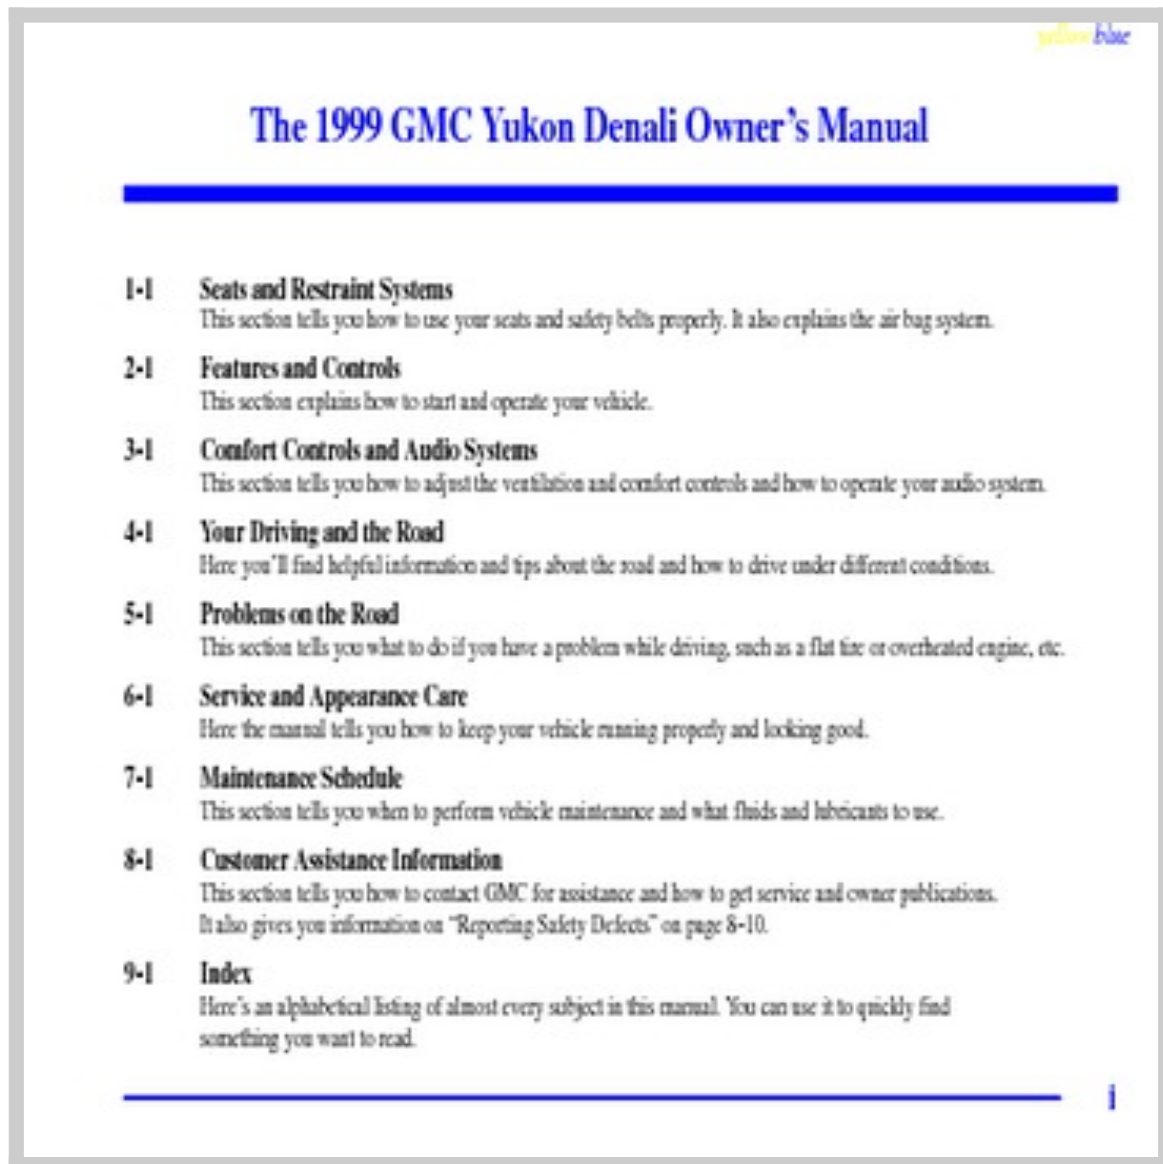 yellowblue
The 1999 GMC Yukon Denali Owner's Manual
1-1 Seats and Restraint Systems
This section tells you how to use your seats and safety belts properly. It also explains the air bag system.
2-1 Features and Controls
This section explains how to start and operate your vehicle.
3-1 Comfort Controls and Audio Systems
This section tells you how to adjust the ventilation and comfort controls and how to operate your audio system.
4-1 Your Driving and the Road
Here you'll find helpful information and tips about the road and how to drive under different conditions.
5-1 Problems on the Road
This section tells you what to do if you have a problem while driving, such as a flat tire or overheated engine, etc.
6-1 Service and Appearance Care
Here the manual tells you how to keep your vehicle running properly and looking good.
7-1 Maintenance Schedule
This section tells you when to perform vehicle maintenance and what fluids and lubricants to use.
8-1 Customer Assistance Information
This section tells you how to contact GMC for assistance and how to get service and owner publications.
It also gives you information on “Reporting Safety Defects” on page 8-10.
9-1 Index
Here's an alphabetical listing of almost every subject in this manual. You can use it to quickly find
something you want to read.
i